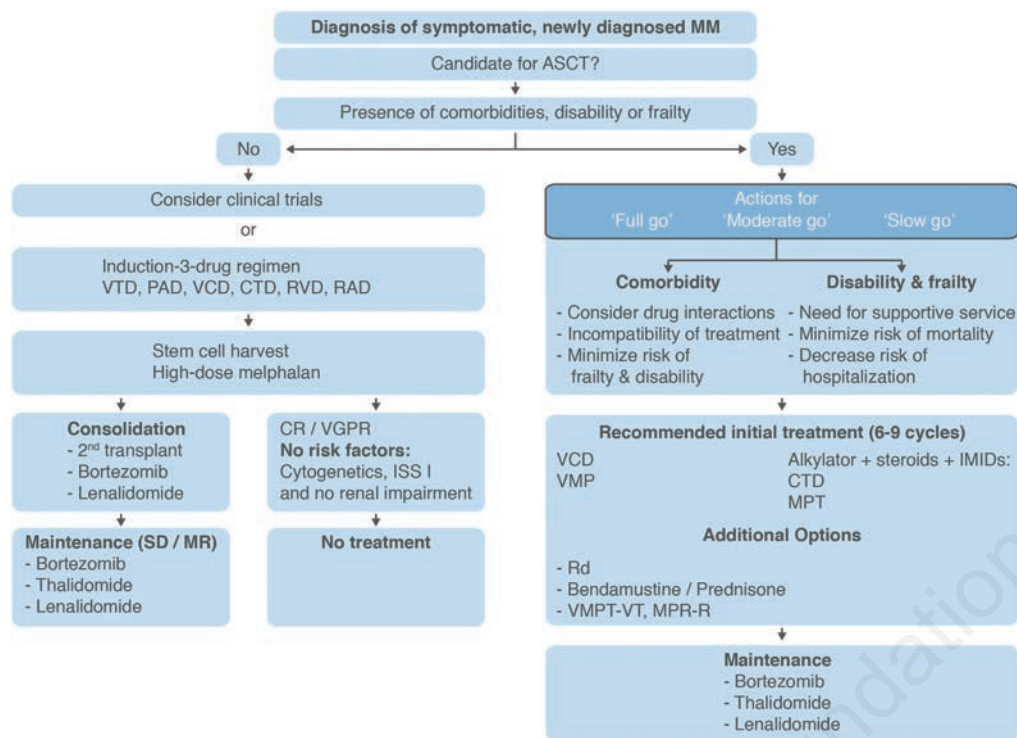 Diagnosis of symptomatic, newly diagnosed MM
Candidate for ASCT?
Presence of comorbidities, disability or frailty
No
Yes
Consider clinical trials
or
Induction-3-drug regimen
VTD, PAD, VCD, CTD, RVD, RAD
Stem cell harvest
High-dose melphalan
Consolidation
- 2nd transplant
- Bortezomib
- Lenalidomide
Maintenance (SD / MR)
- Bortezomib
- Thalidomide
- Lenalidomide
CR / VGPR
No risk factors:
Cytogenetics, ISS I
and no renal impairment
No treatment
Actions for
'Full go' 'Moderate go' 'Slow go'
Comorbidity
- Consider drug interactions
- Incompatibility of treatment
- Minimize risk of
frailty & disability
Disability & frailty
- Need for supportive service
- Minimize risk of mortality
- Decrease risk of
hospitalization
Recommended initial treatment (6-9 cycles)
VCD
VMP
Alkylator + steroids + IMIDs:
CTD
MPT
Additional Options
- Rd
- Bendamustine / Prednisone
- VMPT-VT, MPR-R
Maintenance
- Bortezomib
- Thalidomide
- Lenalidomide